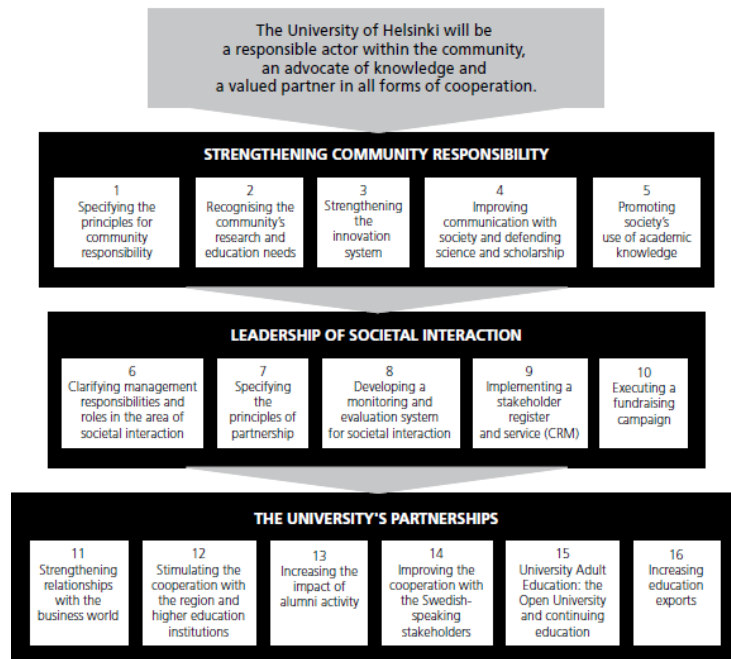 The University of Helsinki will be
a responsible actor within the community,
an advocate of knowledge and
a valued partner in all forms of cooperation.
STRENGTHENING COMMUNITY RESPONSIBILITY
1
Specifying the
principles for
community
responsibility
2
Recognising the
community's
research and
education needs
3
Strengthening
the
innovation
system
4
Improving
communication with
society and defending
science and scholarship
5
Promoting
society's
use of academic
knowledge
LEADERSHIP OF SOCIETAL INTERACTION
6
Clarifying management
responsibilities and
roles in the area of
societal interaction
7
Specifying
the
principles of
partnership
8
Developing a
monitoring and
evaluation system
for societal interaction
9
Implementing a
stakeholder
register
and service (CRM)
10
Executing a
fundraising
campaign
THE UNIVERSITY'S PARTNERSHIPS
11
Strengthening
relationships
with the
business world
12
Stimulating the
cooperation with
the region and
higher education
institutions
13
Increasing the
impact of
alumni activity
14
Improving the
cooperation with
the Swedish-
speaking
stakeholders
15
University Adult
Education: the
Open University
and continuing
education
16
Increasing
education
exports